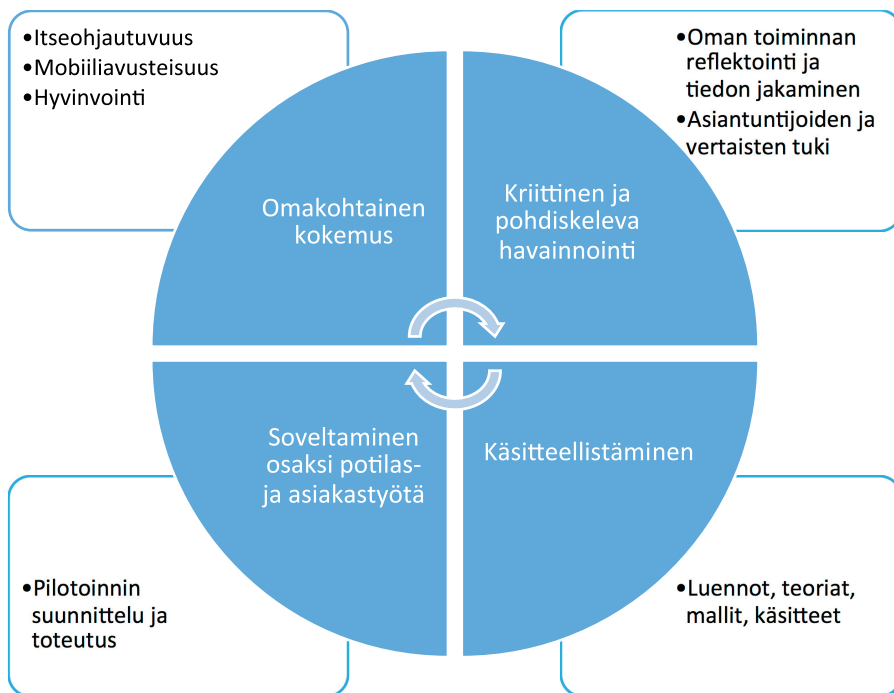 •Itseohjautuvuus
•Mobiiliavusteisuus
•Hyvinvointi
•Oman toiminnan
reflektointi ja
tiedon jakaminen
•Asiantuntijoiden ja
vertaisten tuki
Omakohtainen
kokemus
Kriittinen ja
pohdiskeleva
havainnointi
Soveltaminen
osaksi potilas-
ja asiakastyötä
Käsitteellistäminen
•Pilotoinnin
suunnittelu ja
toteutus
•Luennot, teoriat,
mallit, käsitteet